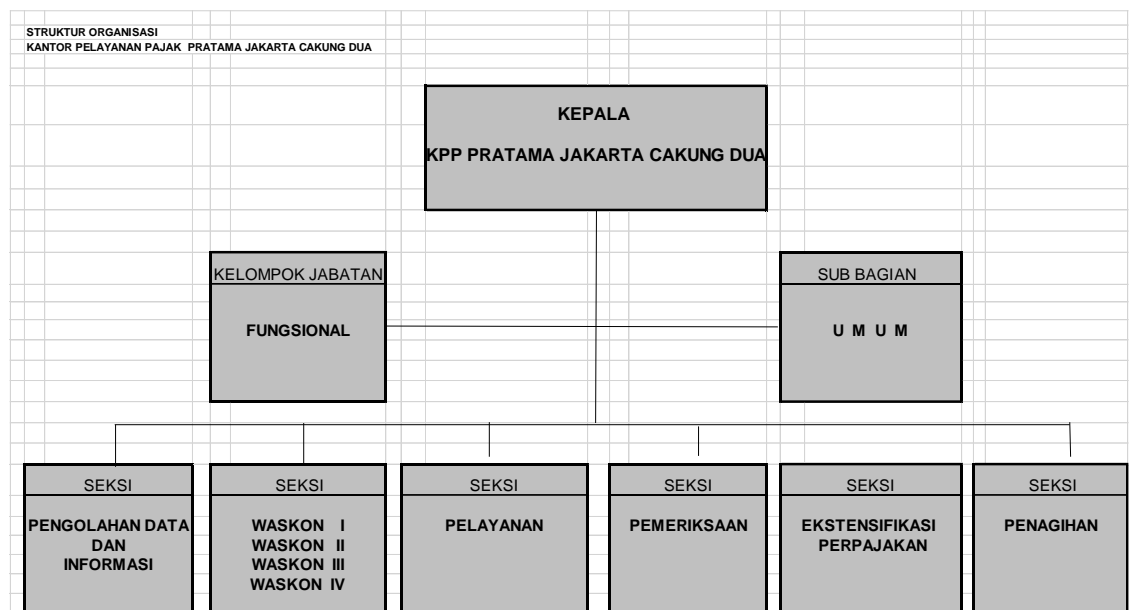 STRUKTUR ORGANISASI
KANTOR PELAYANAN PAJAK PRATAMA JAKARTA CAKUNG DUA
KEPALA
KPP PRATAMA JAKARTA CAKUNG DUA
KELOMPOK JABATAN
FUNGSIONAL
SUB BAGIAN
U M U M
SEKSI
PENGOLAHAN DATA
DAN
INFORMASI
SEKSI
WASKON I
WASKON II
WASKON III
WASKON IV
SEKSI
PELAYANAN
SEKSI
PEMERIKSAAN
SEKSI
EKSTENSIFIKASI
PERPAJAKAN
SEKSI
PENAGIHAN